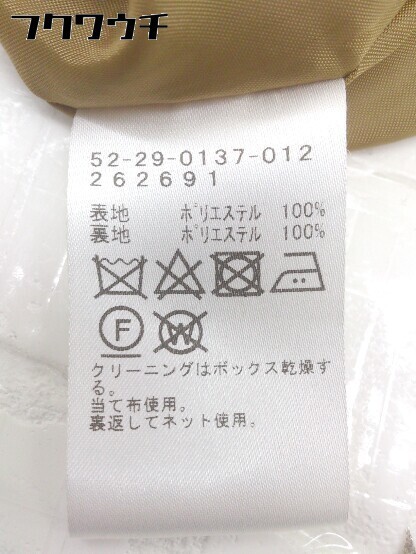 フクワウチ
52-29-0137-012
262691
表地 ポリエステル 100%
裏地 ポリエステル 100%
F W
クリーニングはボックス乾燥す
る。
当て布使用。
裏返してネット使用。